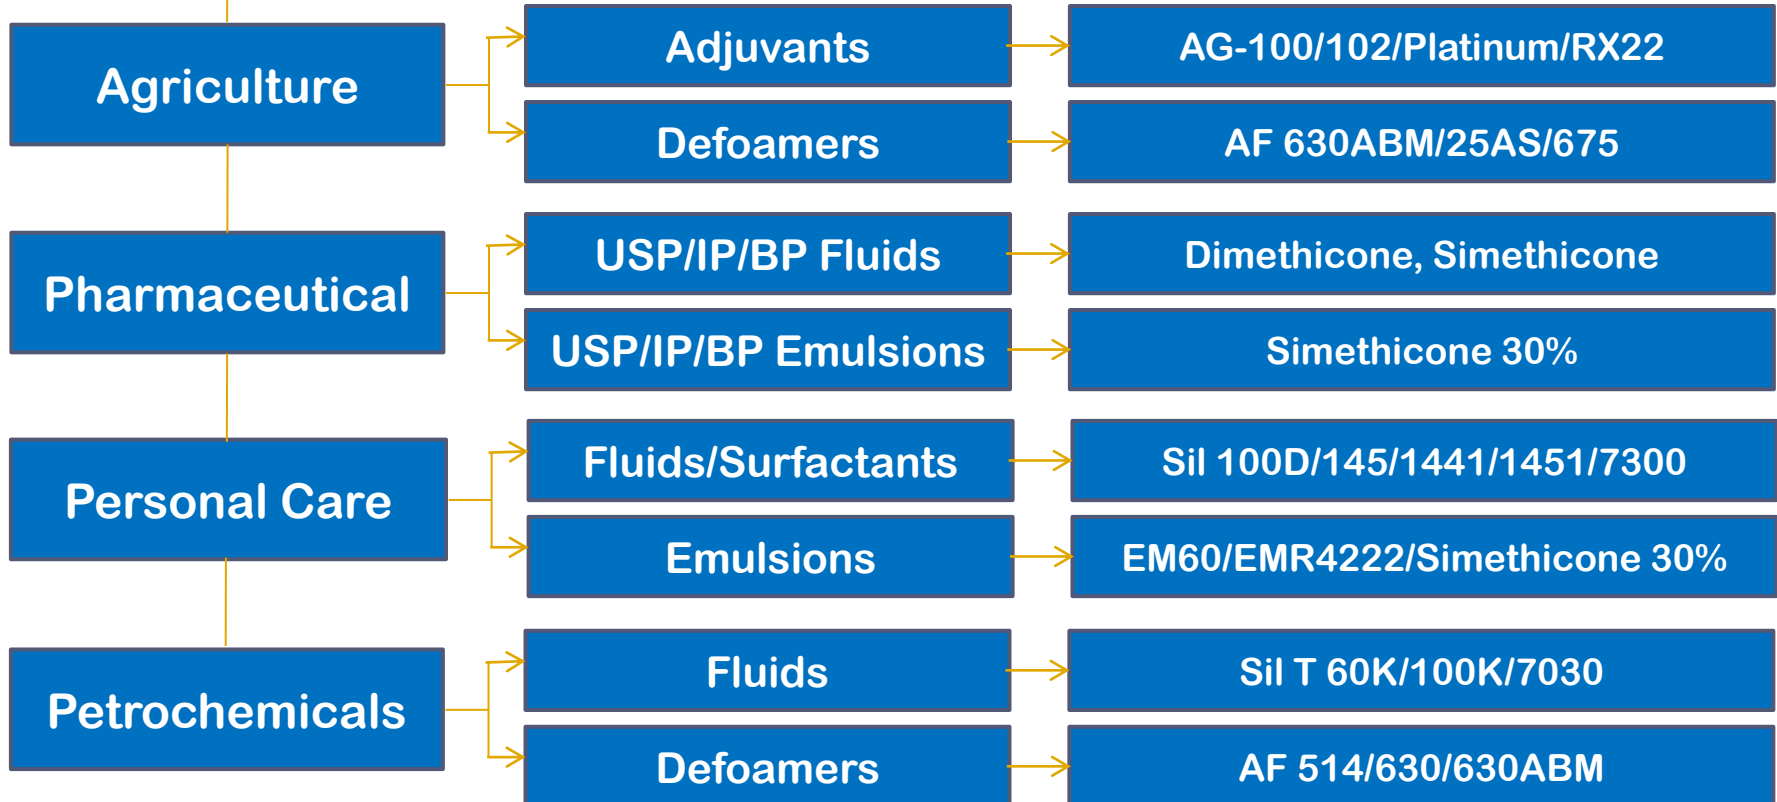 Agriculture
Adjuvants
AG-100/102/Platinum/RX22
Defoamers
AF 630ABM/25AS/675
Pharmaceutical
USP/IP/BP Fluids
Dimethicone, Simethicone
USP/IP/BP Emulsions
Simethicone 30%
Personal Care
Fluids/Surfactants
Sil 100D/145/1441/1451/7300
Emulsions
EM60/EMR4222/Simethicone 30%
Petrochemicals
Fluids
Sil T 60K/100K/7030
Defoamers
AF 514/630/630ABM